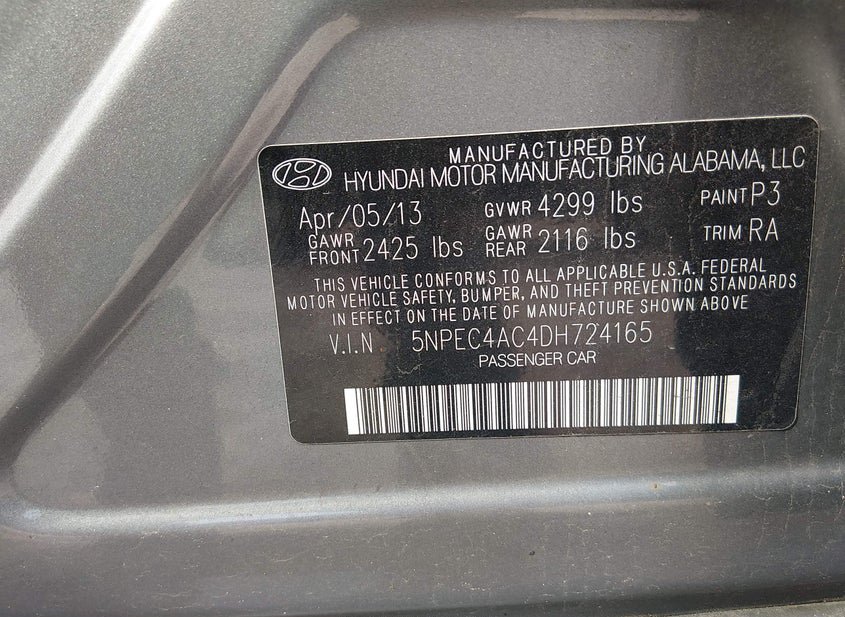 MANUFACTURED BY
HYUNDAI MOTOR MANUFACTURING ALABAMA, LLC
Apr/05/13 GVWR 4299 lbs PAINT P3
GAWR FRONT 2425 lbs GAWR REAR 2116 lbs TRIM RA
THIS VEHICLE CONFORMS TO ALL APPLICABLE U.S.A. FEDERAL
MOTOR VEHICLE SAFETY, BUMPER, AND THEFT PREVENTION STANDARDS
IN EFFECT ON THE DATE OF MANUFACTURE SHOWN ABOVE
V.I.N 5NPEC4AC4DH724165
PASSENGER CAR